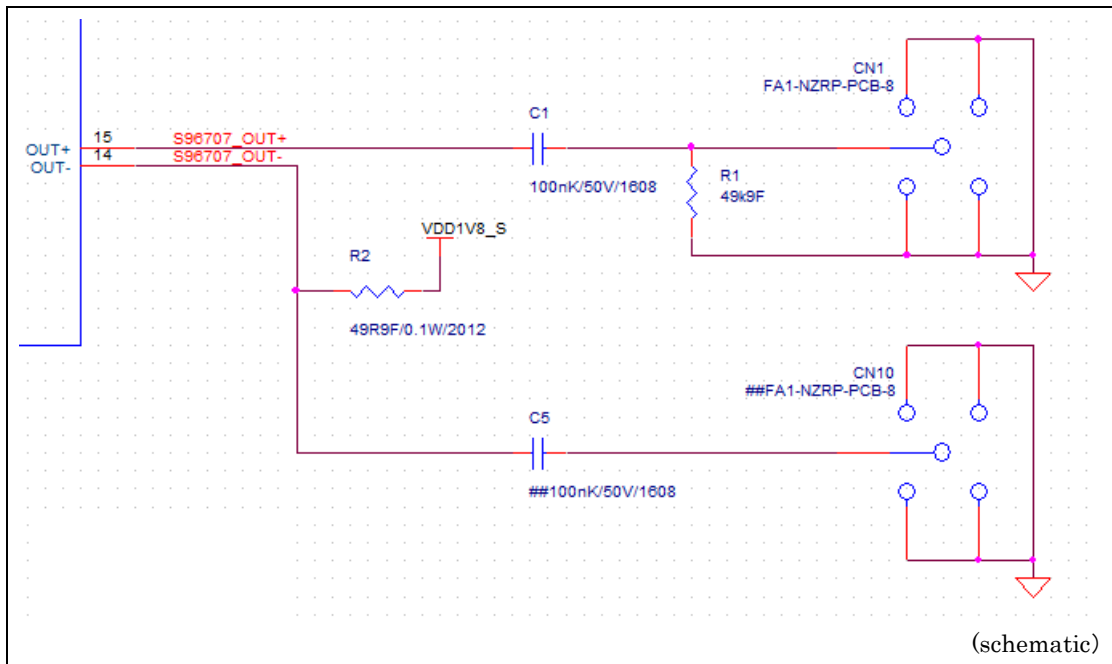 CN1
FA1-NZRP-PCB-8
C1
OUT+ 15 S96707_OUT+
OUT- 14 S96707_OUT-
100nK/50V/1608
R1
49k9F
VDD1V8_S
R2
49R9F/0.1W/2012
CN10
##FA1-NZRP-PCB-8
C5
##100nK/50V/1608
(schematic)